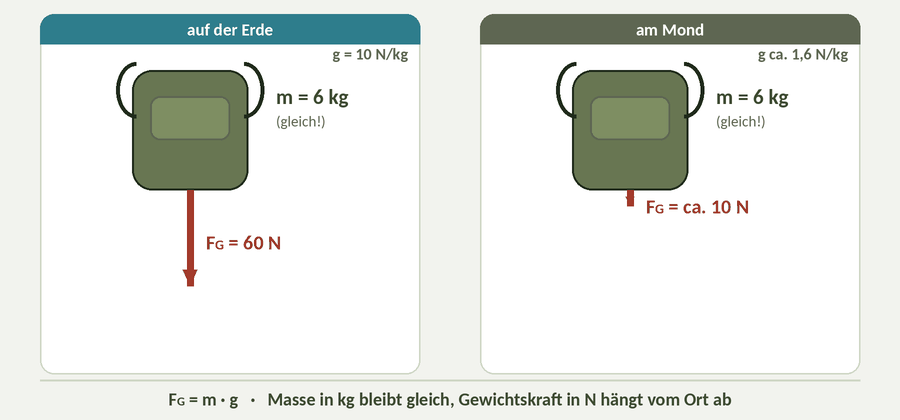 auf der Erde
g = 10 N/kg
m = 6 kg
(gleich!)
FG = 60 N
am Mond
g ca. 1,6 N/kg
m = 6 kg
(gleich!)
FG = ca. 10 N
FG = m · g · Masse in kg bleibt gleich, Gewichtskraft in N hängt vom Ort ab